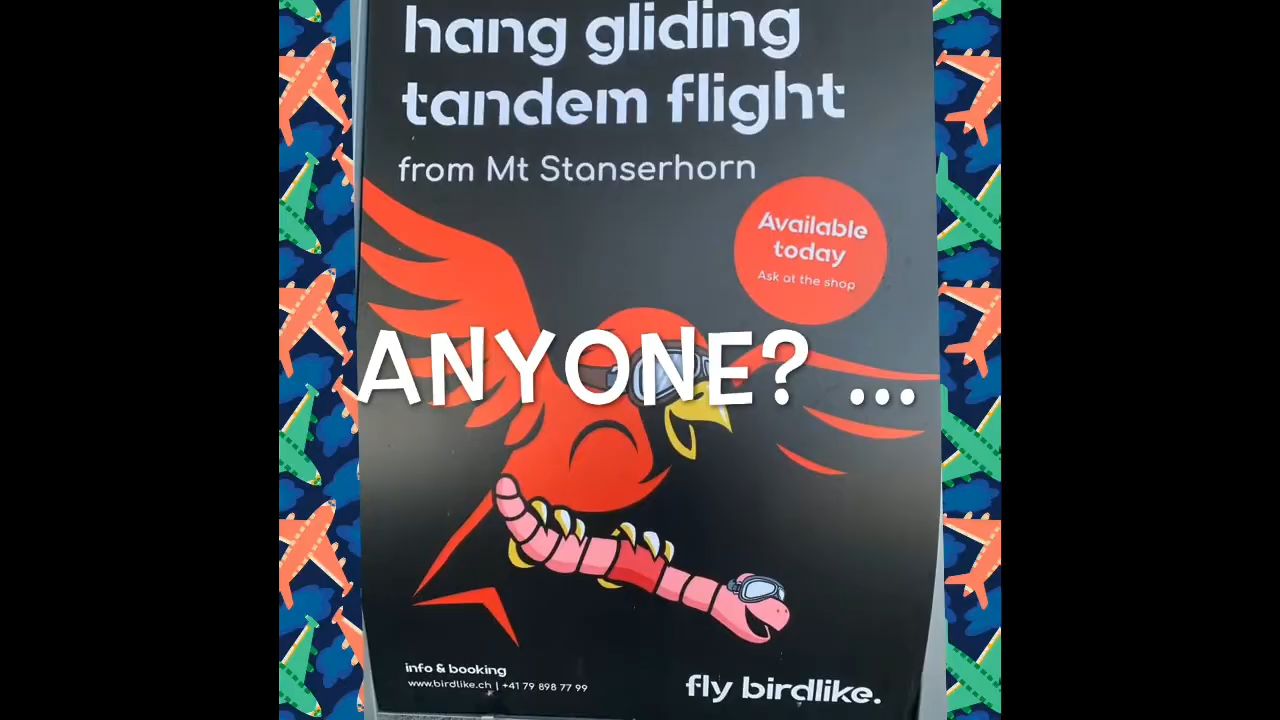 hang gliding
tandem flight
from Mt Stanserhorn
Available
today
Ask at the shop
ANYONE? ...
info & booking
www.birdlike.ch | +41 79 898 77 99
fly birdlike.